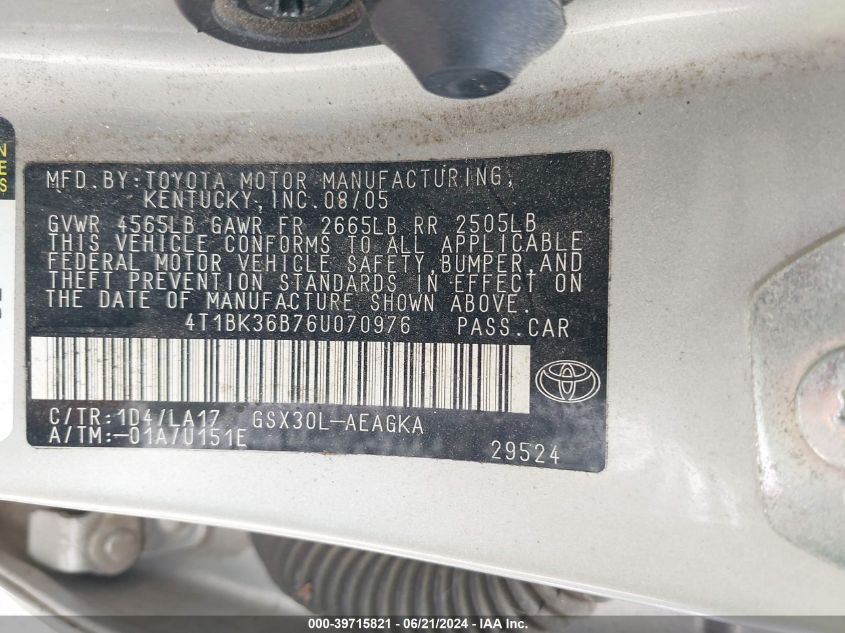 N
E
S
MFD.BY:TOYOTA MOTOR MANUFACTURING,
KENTUCKY,INC.08/05
GVWR 4565LB GAWR FR 2665LB RR 2505LB
THIS VEHICLE CONFORMS TO ALL APPLICABLE
FEDERAL MOTOR VEHICLE SAFETY,BUMPER,AND
THEFT PREVENTION STANDARDS IN EFFECT ON
THE DATE OF MANUFACTURE SHOWN ABOVE.
4T1BK36B76U070976 PASS.CAR
C/TR:1D4/LA17 GSX30L-AEAGKA
A/TM:-01A/U151E
29524
000-39715821 - 06/21/2024 - IAAI - Copart